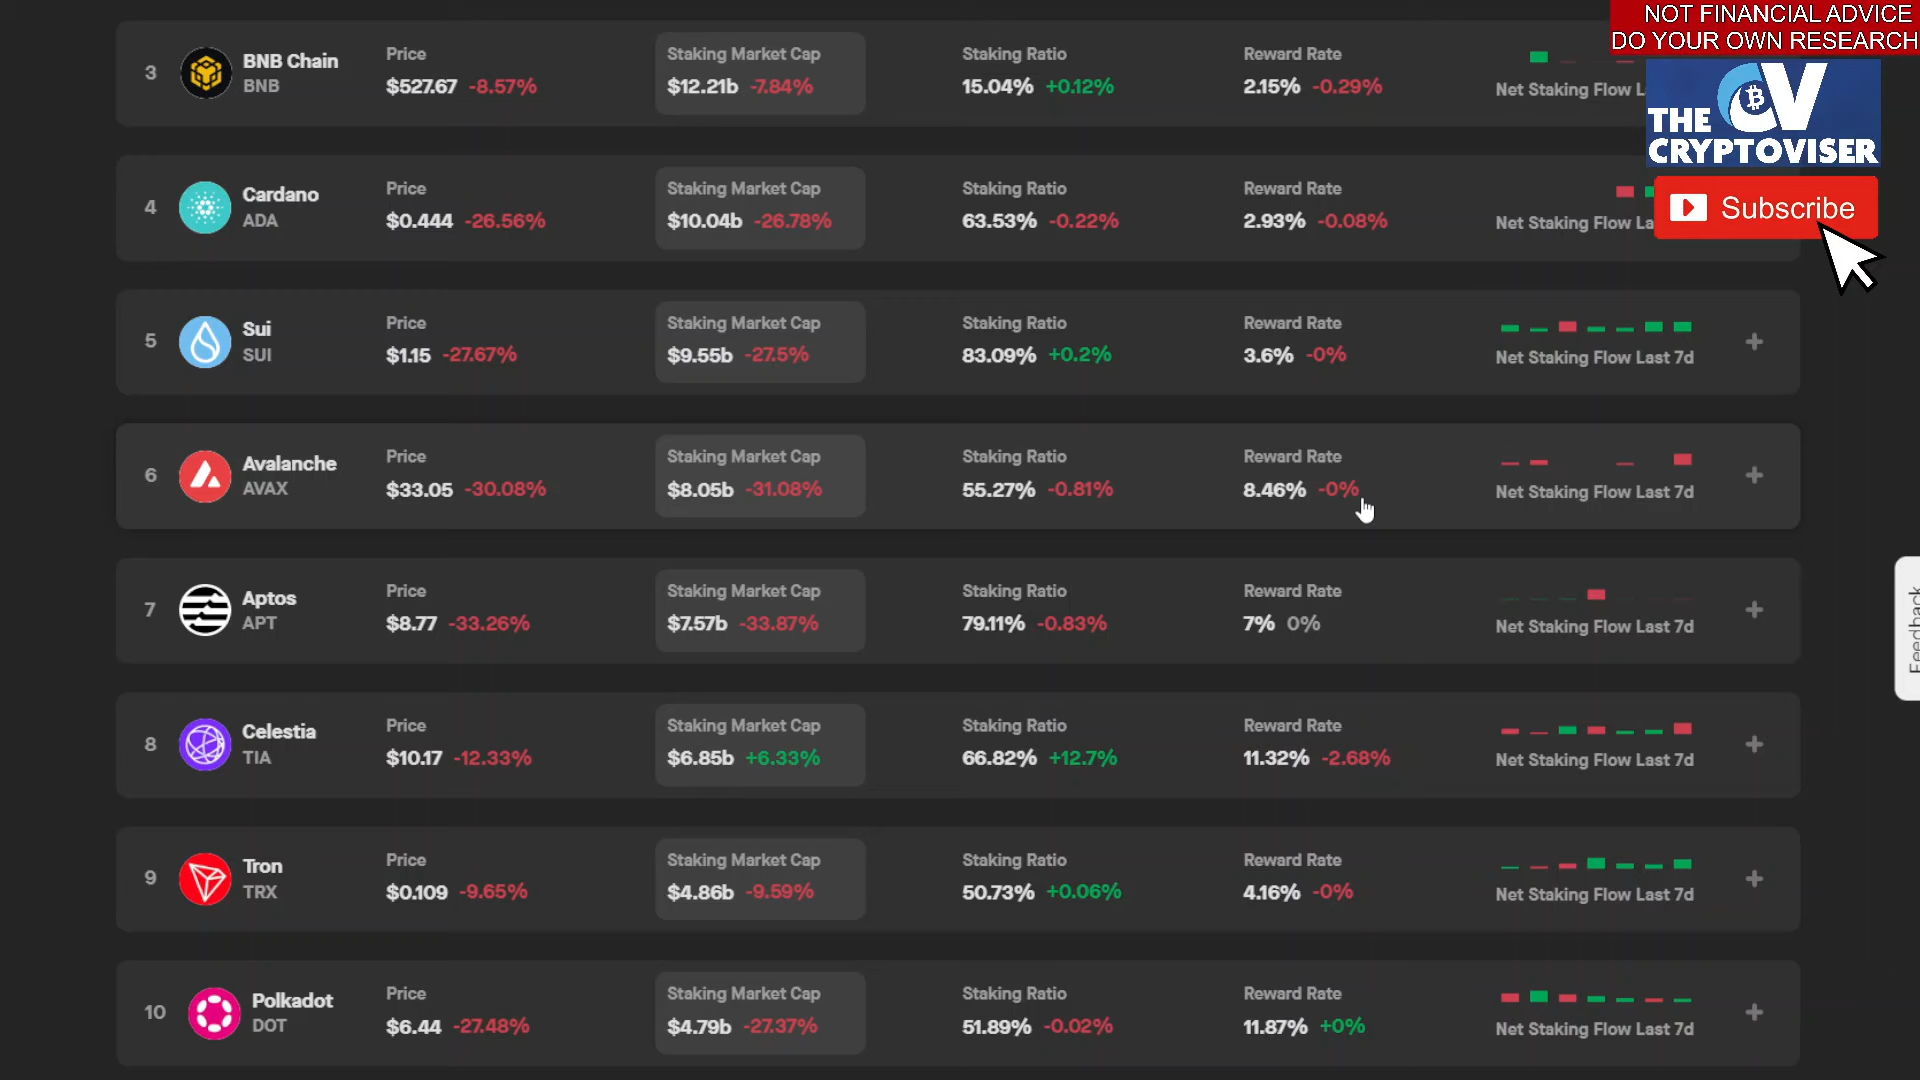 NOT FINANCIAL ADVICE
DO YOUR OWN RESEARCH
THE CV
CRYPTOVISER
Subscribe
3 BNB Chain BNB Price $527.67 -8.57% Staking Market Cap $12.21b -7.84% Staking Ratio 15.04% +0.12% Reward Rate 2.15% -0.29% Net Staking Flow
4 Cardano ADA Price $0.444 -26.56% Staking Market Cap $10.04b -26.78% Staking Ratio 63.53% -0.22% Reward Rate 2.93% -0.08% Net Staking Flow
5 Sui SUI Price $1.15 -27.67% Staking Market Cap $9.55b -27.5% Staking Ratio 83.09% +0.2% Reward Rate 3.6% -0% Net Staking Flow Last 7d +
6 Avalanche AVAX Price $33.05 -30.08% Staking Market Cap $8.05b -31.08% Staking Ratio 55.27% -0.81% Reward Rate 8.46% -0% Net Staking Flow Last 7d +
7 Aptos APT Price $8.77 -33.26% Staking Market Cap $7.57b -33.87% Staking Ratio 79.11% -0.83% Reward Rate 7% 0% Net Staking Flow Last 7d +
8 Celestia TIA Price $10.17 -12.33% Staking Market Cap $6.85b +6.33% Staking Ratio 66.82% +12.7% Reward Rate 11.32% -2.68% Net Staking Flow Last 7d +
9 Tron TRX Price $0.109 -9.65% Staking Market Cap $4.86b -9.59% Staking Ratio 50.73% +0.06% Reward Rate 4.16% -0% Net Staking Flow Last 7d +
10 Polkadot DOT Price $6.44 -27.48% Staking Market Cap $4.79b -27.37% Staking Ratio 51.89% -0.02% Reward Rate 11.87% +0% Net Staking Flow Last 7d +
Feedback